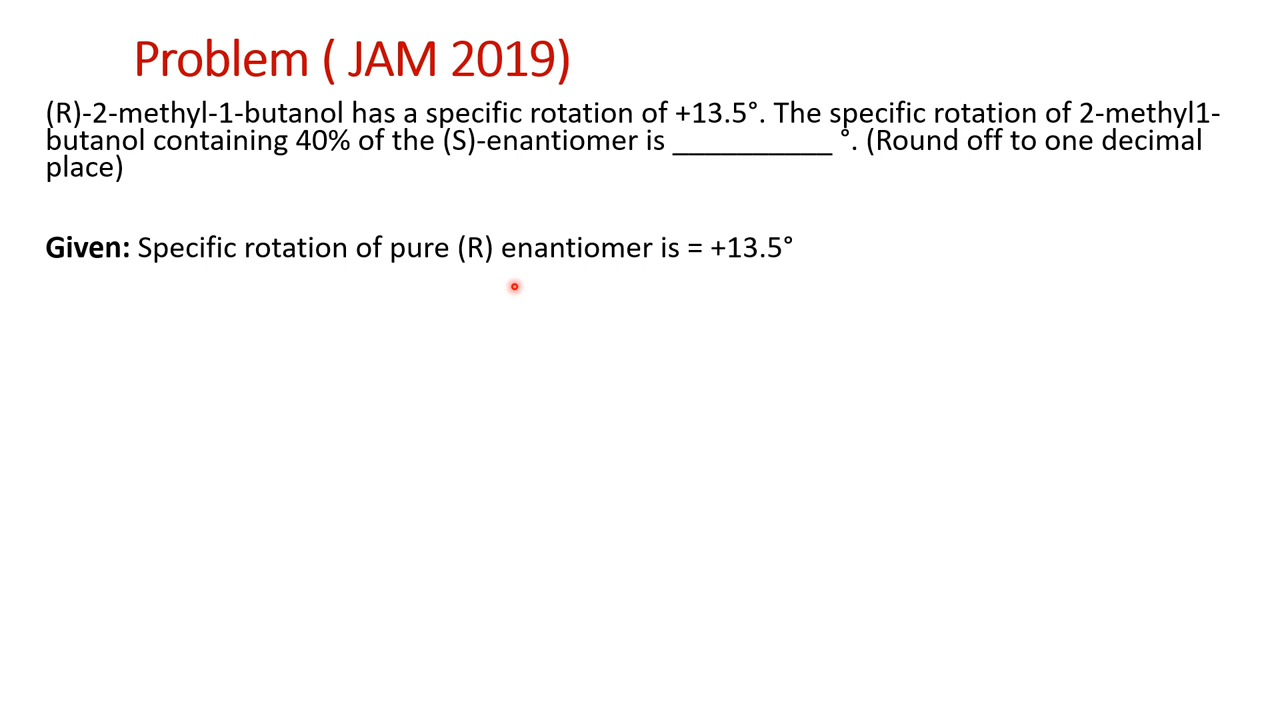 Problem ( JAM 2019)
(R)-2-methyl-1-butanol has a specific rotation of +13.5°. The specific rotation of 2-methyl1-
butanol containing 40% of the (S)-enantiomer is __________ °. (Round off to one decimal
place)
Given: Specific rotation of pure (R) enantiomer is = +13.5°